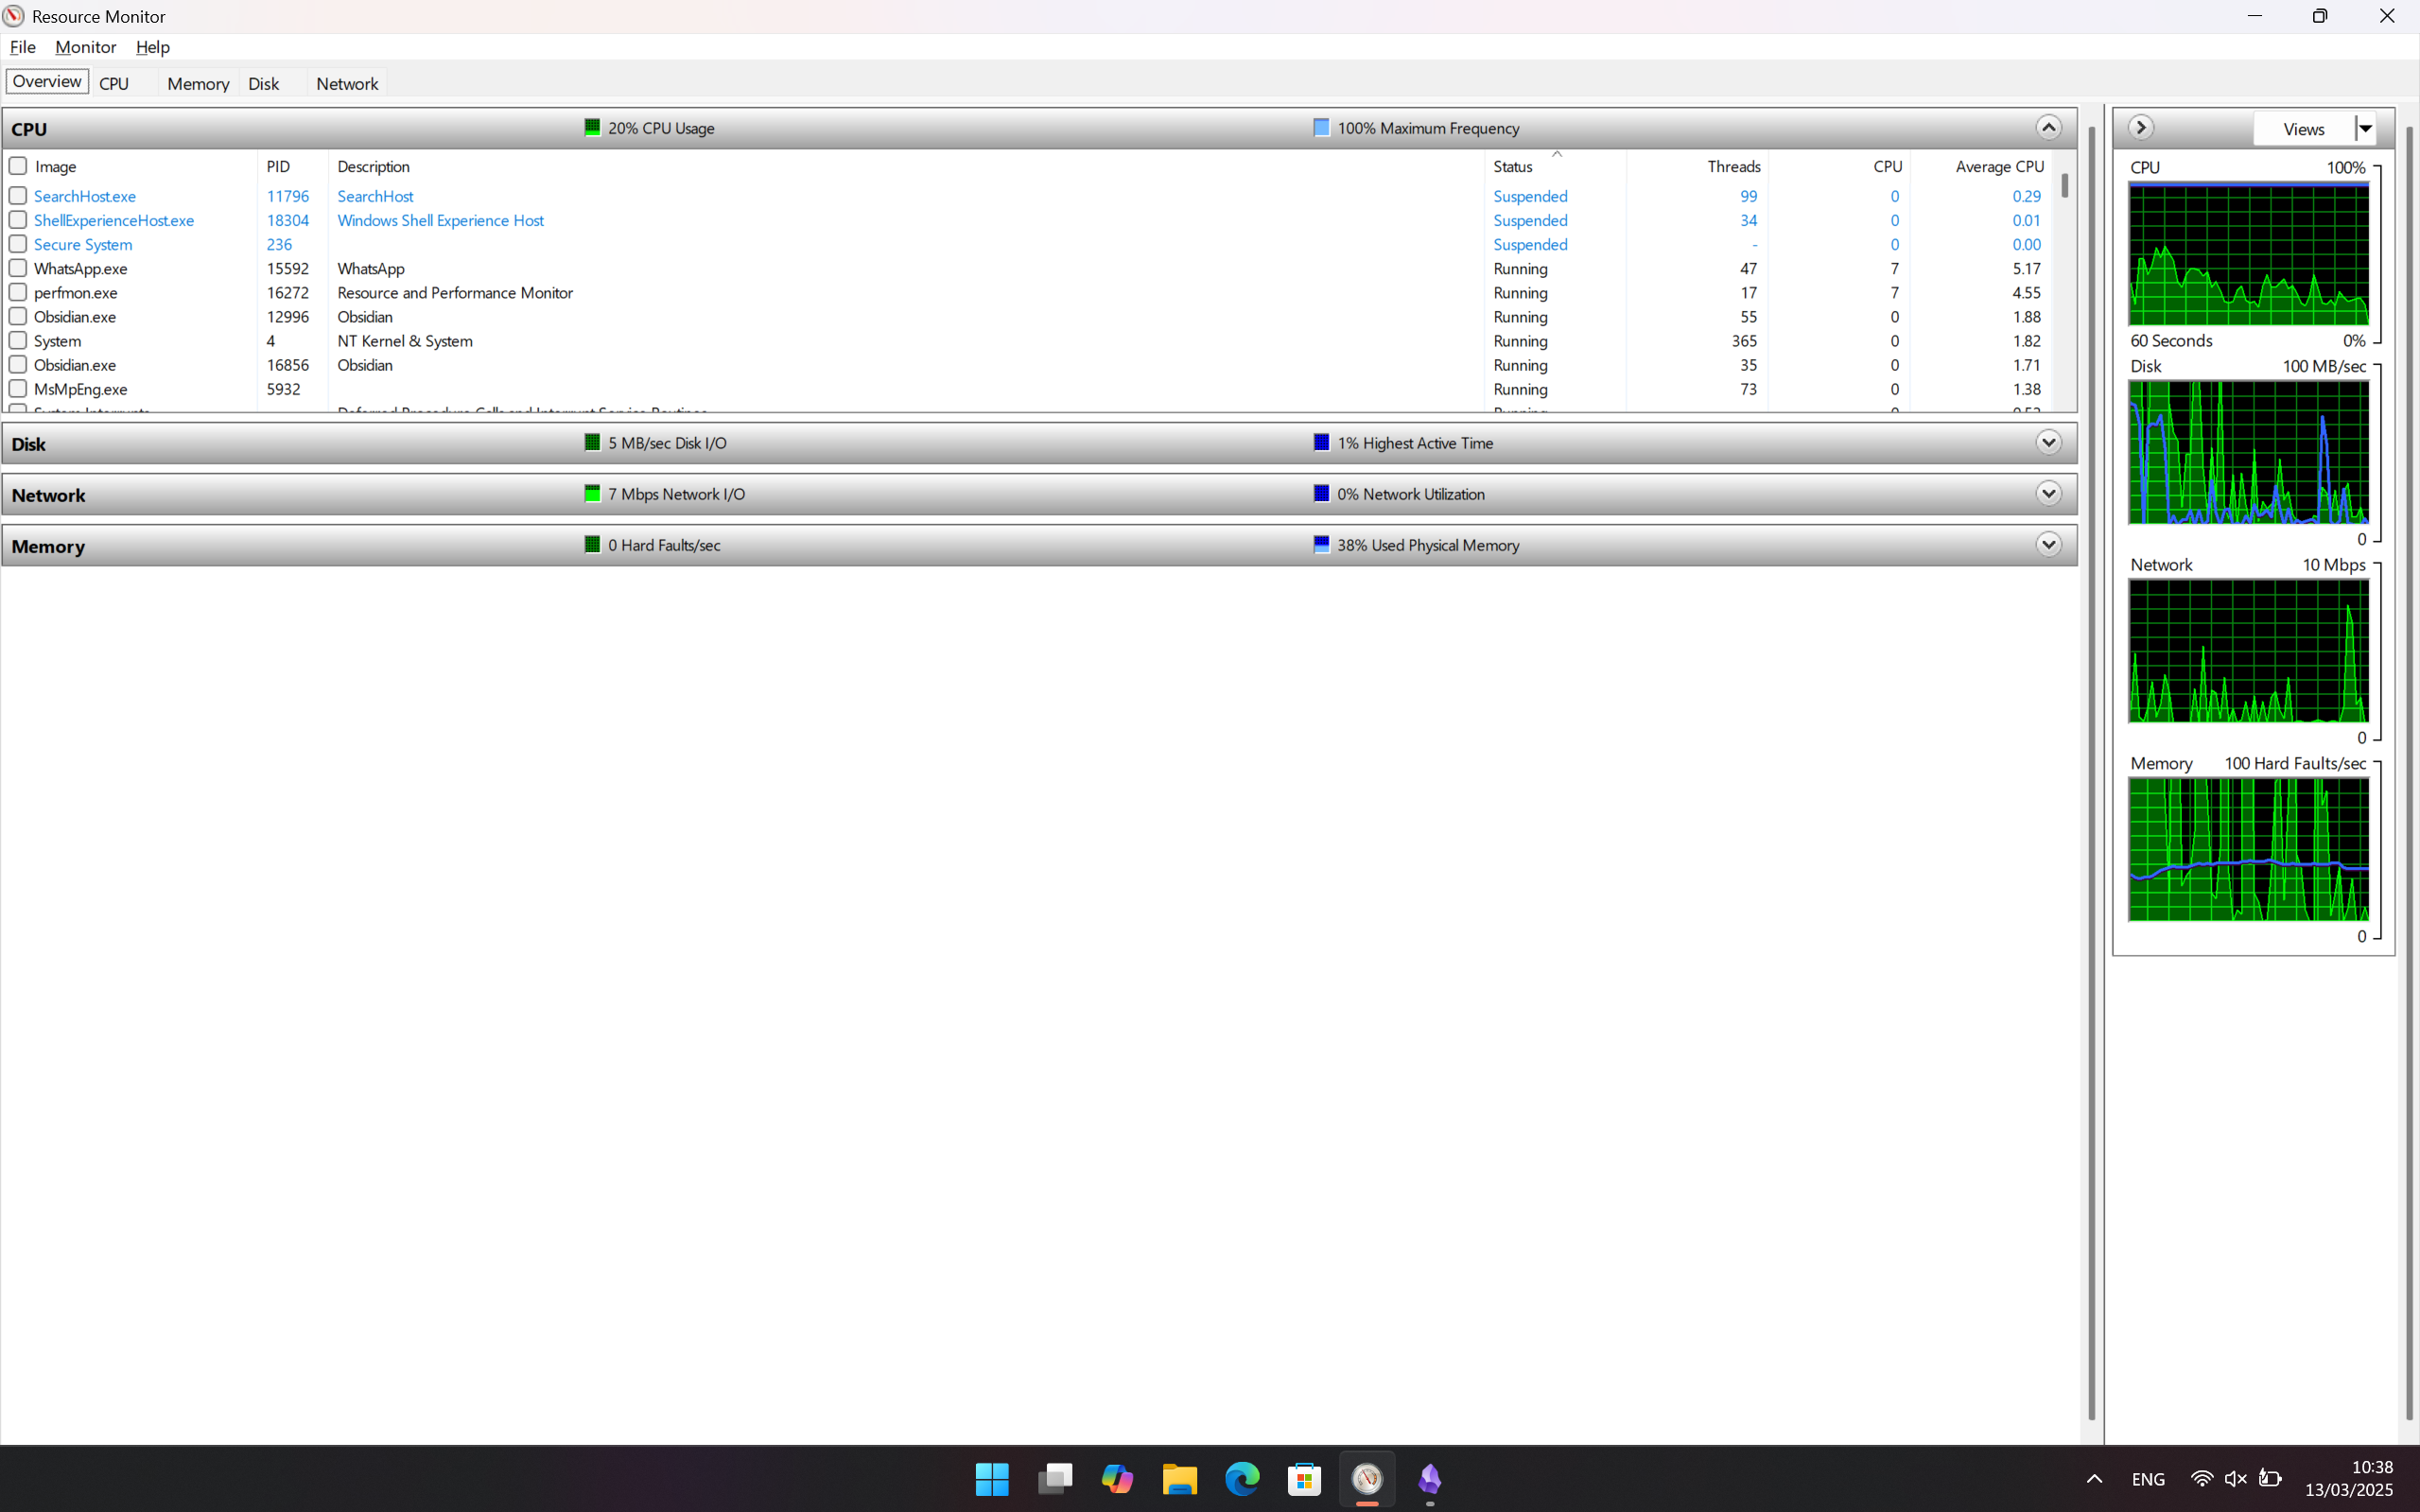 Resource Monitor
File Monitor Help
Overview CPU Memory Disk Network
CPU 20% CPU Usage 100% Maximum Frequency
Image PID Description Status Threads CPU Average CPU
SearchHost.exe 11796 SearchHost Suspended 99 0 0.29
ShellExperienceHost.exe 18304 Windows Shell Experience Host Suspended 34 0 0.01
Secure System 236 Suspended - 0 0.00
WhatsApp.exe 15592 WhatsApp Running 47 7 5.17
perfmon.exe 16272 Resource and Performance Monitor Running 17 7 4.55
Obsidian.exe 12996 Obsidian Running 55 0 1.88
System 4 NT Kernel & System Running 365 0 1.82
Obsidian.exe 16856 Obsidian Running 35 0 1.71
MsMpEng.exe 5932 Running 73 0 1.38
Disk 5 MB/sec Disk I/O 1% Highest Active Time
Network 7 Mbps Network I/O 0% Network Utilization
Memory 0 Hard Faults/sec 38% Used Physical Memory
Views
CPU 100%
60 Seconds 0%
Disk 100 MB/sec
0
Network 10 Mbps
0
Memory 100 Hard Faults/sec
0
ENG
10:38
13/03/2025